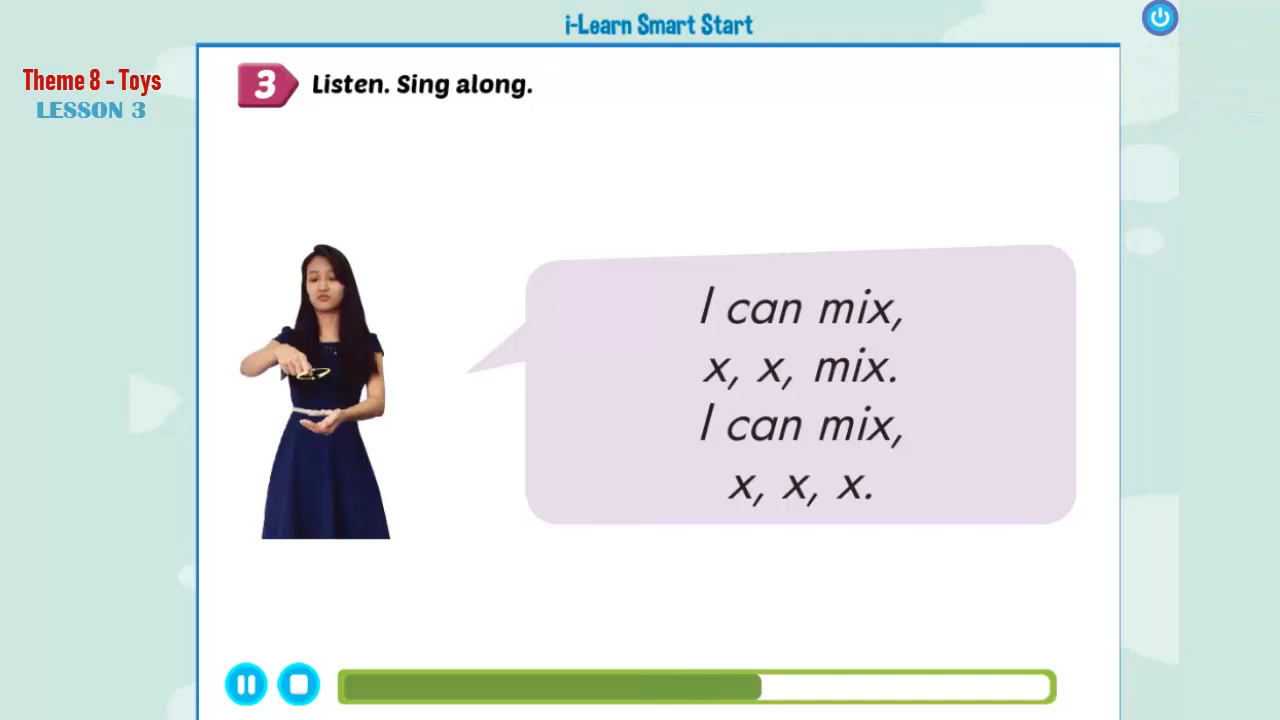 i-Learn Smart Start
Theme 8 - Toys
LESSON 3
3 Listen. Sing along.
I can mix,
x, x, mix.
I can mix,
x, x, x.